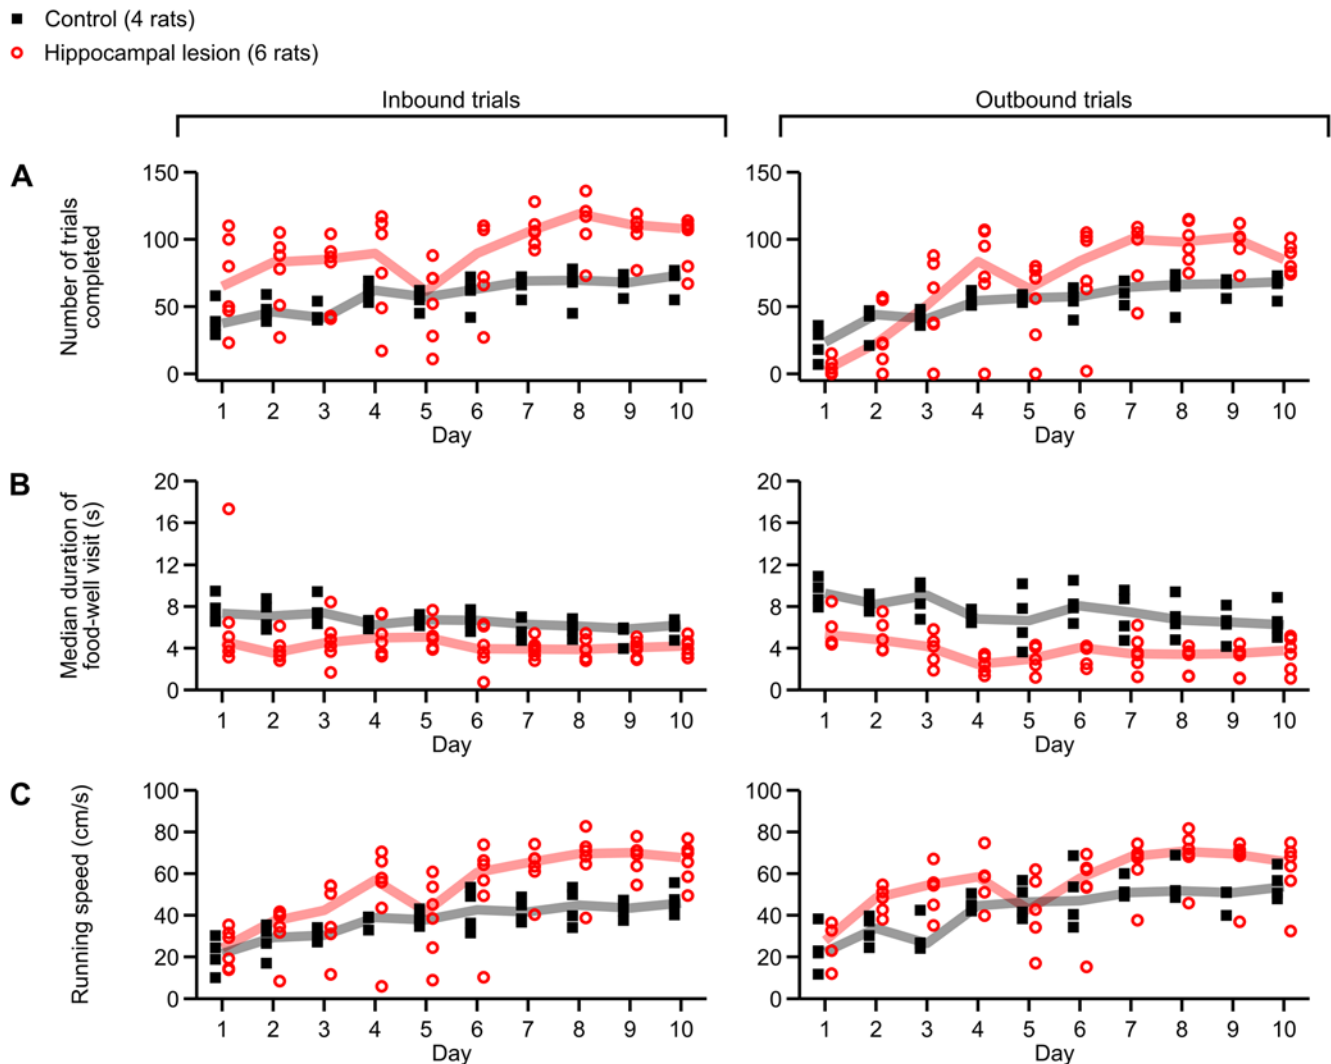 Control (4 rats)
Hippocampal lesion (6 rats)
Inbound trials
Outbound trials
A
Number of trials
completed
150
100
50
0
1 2 3 4 5 6 7 8 9 10
Day
150
100
50
0
1 2 3 4 5 6 7 8 9 10
Day
B
Median duration of
food-well visit (s)
20
16
12
8
4
0
1 2 3 4 5 6 7 8 9 10
Day
20
16
12
8
4
0
1 2 3 4 5 6 7 8 9 10
Day
C
Running speed (cm/s)
100
80
60
40
20
0
1 2 3 4 5 6 7 8 9 10
Day
100
80
60
40
20
0
1 2 3 4 5 6 7 8 9 10
Day